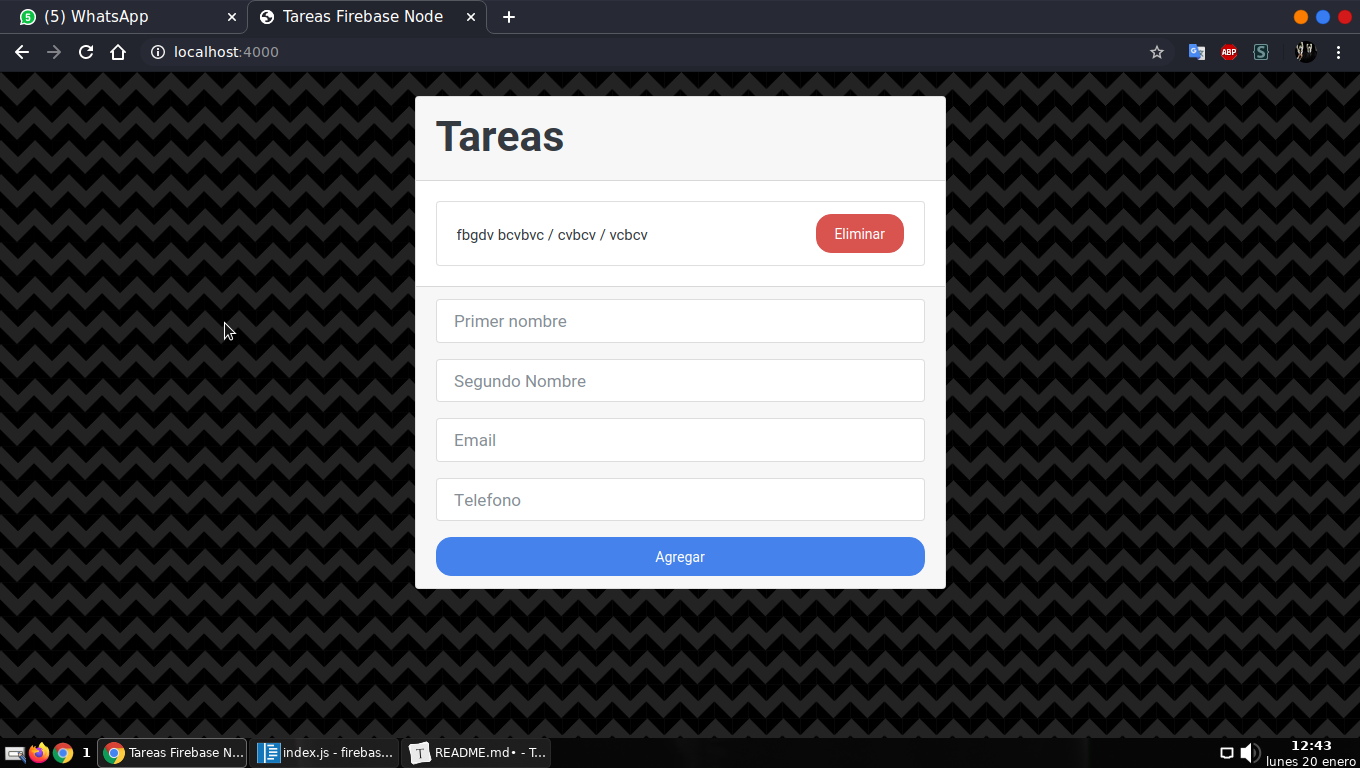 (5) WhatsApp
Tareas Firebase Node
localhost:4000
Tareas
fbgdv bcvbvc / cvbcv / vcbcv
Eliminar
Primer nombre
Segundo Nombre
Email
Telefono
Agregar
1
Tareas Firebase N...
index.js - firebas...
README.md• - T...
12:43
lunes 20 enero